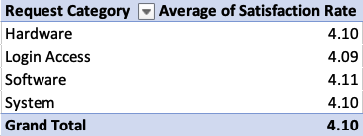 Request Category Average of Satisfaction Rate
Hardware 4.10
Login Access 4.09
Software 4.11
System 4.10
Grand Total 4.10